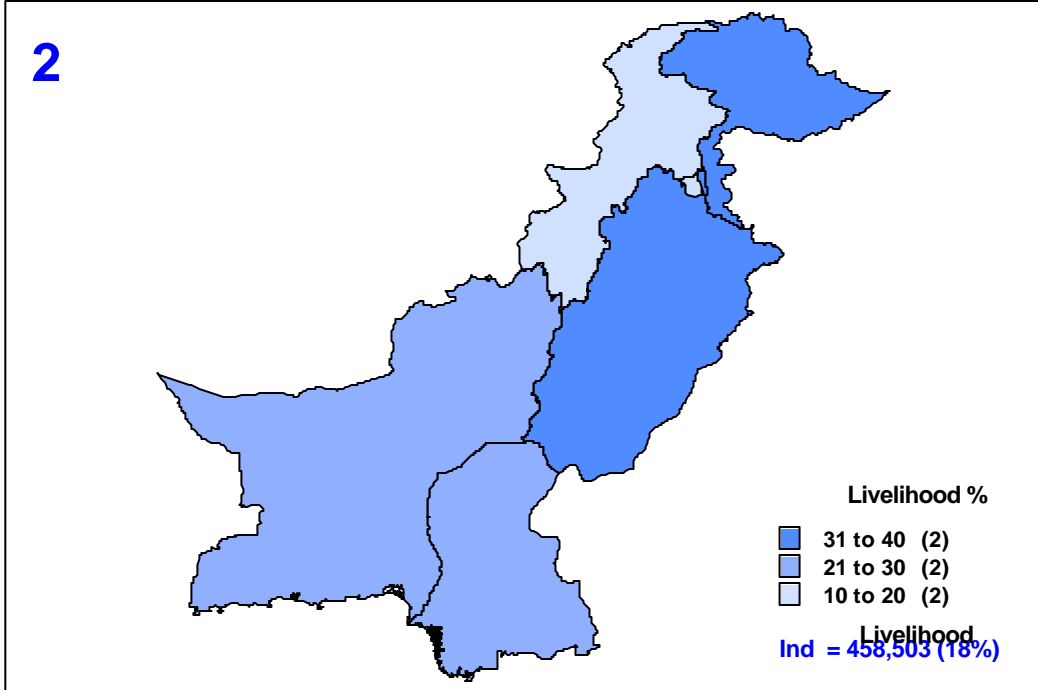 2
Livelihood %
31 to 40 (2)
21 to 30 (2)
10 to 20 (2)
Livelihood
Ind = 458,503 (18%)